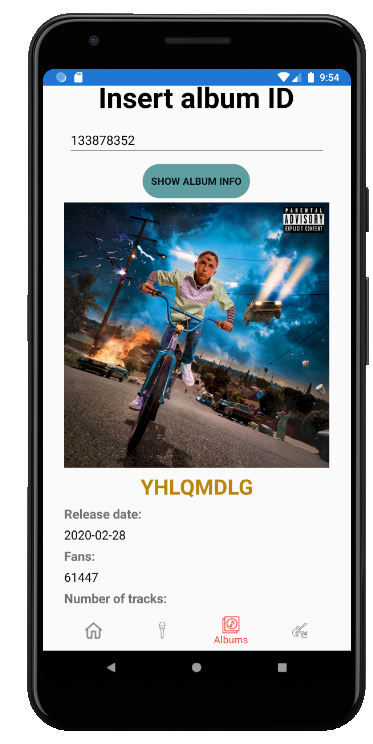 9:54
Insert album ID
133878352
SHOW ALBUM INFO
PARENTAL
ADVISORY
EXPLICIT CONTENT
YHLQMDLG
Release date:
2020-02-28
Fans:
61447
Number of tracks:
Albums